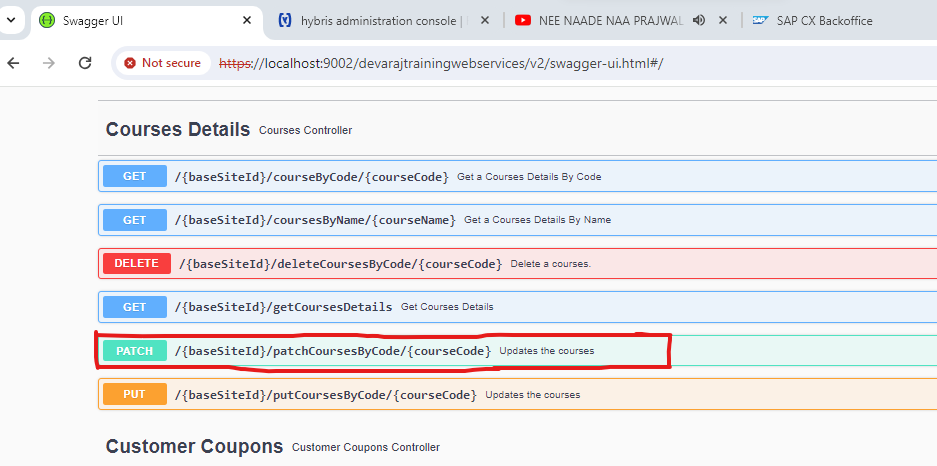 Swagger UI
hybris administration console |
NEE NAADE NAA PRAJWAL
SAP CX Backoffice
Not secure
https://localhost:9002/devarajtrainingwebservices/v2/swagger-ui.html#/
Courses Details Courses Controller
GET /{baseSiteId}/courseByCode/{courseCode} Get a Courses Details By Code
GET /{baseSiteId}/coursesByName/{courseName} Get a Courses Details By Name
DELETE /{baseSiteId}/deleteCoursesByCode/{courseCode} Delete a courses.
GET /{baseSiteId}/getCoursesDetails Get Courses Details
PATCH /{baseSiteId}/patchCoursesByCode/{courseCode} Updates the courses
PUT /{baseSiteId}/putCoursesByCode/{courseCode} Updates the courses
Customer Coupons Customer Coupons Controller